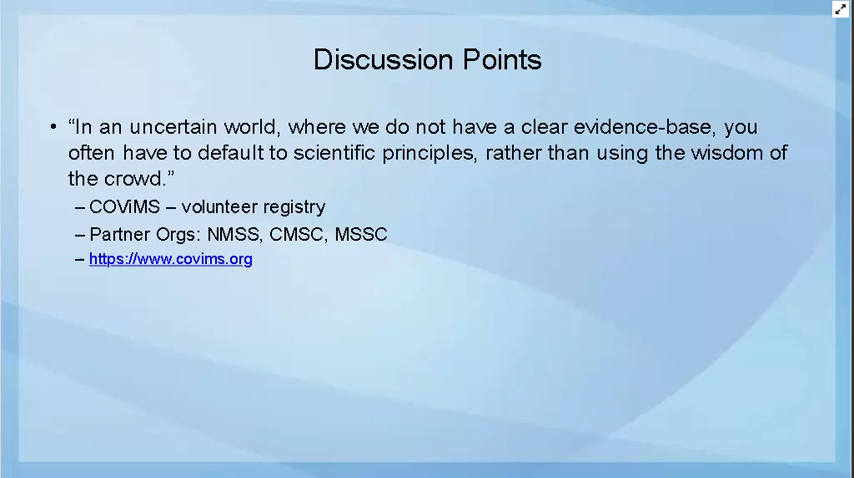 Discussion Points
• “In an uncertain world, where we do not have a clear evidence-base, you
often have to default to scientific principles, rather than using the wisdom of
the crowd.”
– COViMS – volunteer registry
– Partner Orgs: NMSS, CMSC, MSSC
– https://www.covims.org